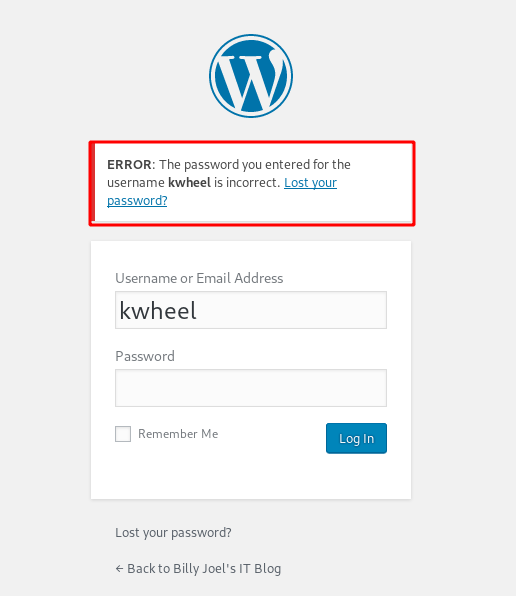 ERROR: The password you entered for the
username kwheel is incorrect. Lost your
password?
Username or Email Address
kwheel
Password
Remember Me
Log In
Lost your password?
← Back to Billy Joel's IT Blog